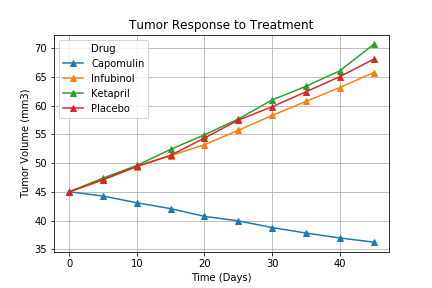 Tumor Response to Treatment
Tumor Volume (mm3)
70
65
60
55
50
45
40
35
Drug
Capomulin
Infubinol
Ketapril
Placebo
0
10
20
30
40
Time (Days)